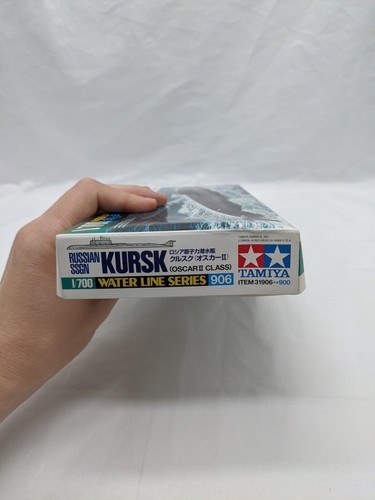 RUSSIAN
SSGN
KURSK
ロシア原子力潜水艦
クルスク(オスカーII)
(OSCAR II CLASS)
1/700 WATER LINE SERIES 906
TAMIYA
ITEM 31906••900